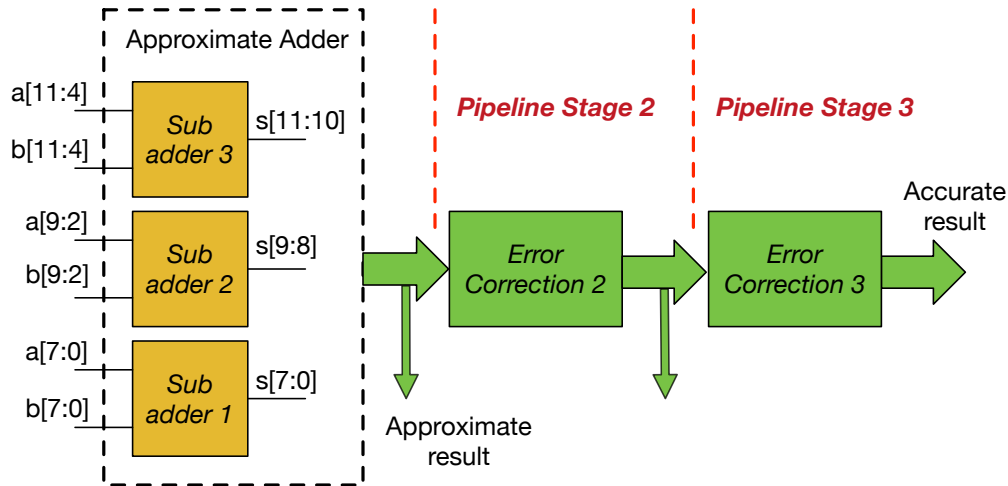 Approximate Adder
a[11:4]
b[11:4]
Sub
adder 3
s[11:10]
a[9:2]
b[9:2]
Sub
adder 2
s[9:8]
a[7:0]
b[7:0]
Sub
adder 1
s[7:0]
Pipeline Stage 2
Pipeline Stage 3
Error
Correction 2
Error
Correction 3
Approximate
result
Accurate
result